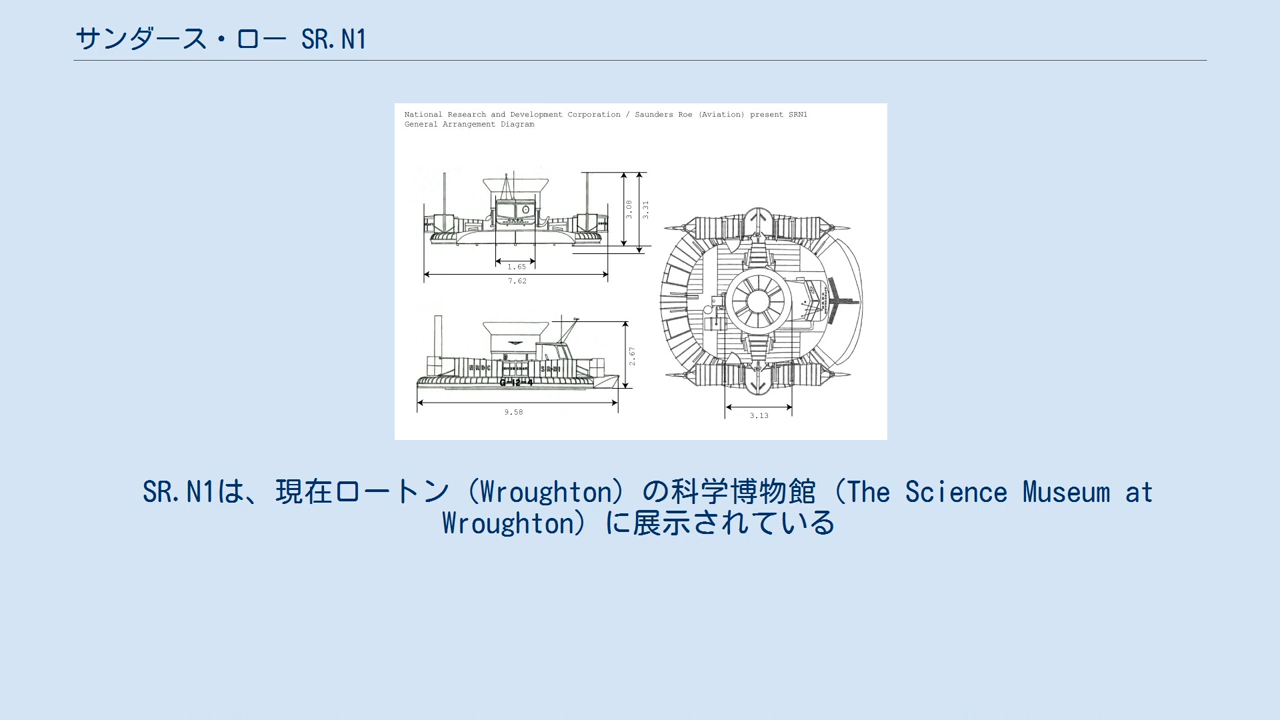 サンダース・ロー SR.N1
National Research and Development Corporation / Saunders Roe (Aviation) present SRN1
General Arrangement Diagram
3.08
3.31
1.65
7.62
2.67
G-12-4
9.58
3.13
SR.N1は、現在ロートン（Wroughton）の科学博物館（The Science Museum at
Wroughton）に展示されている